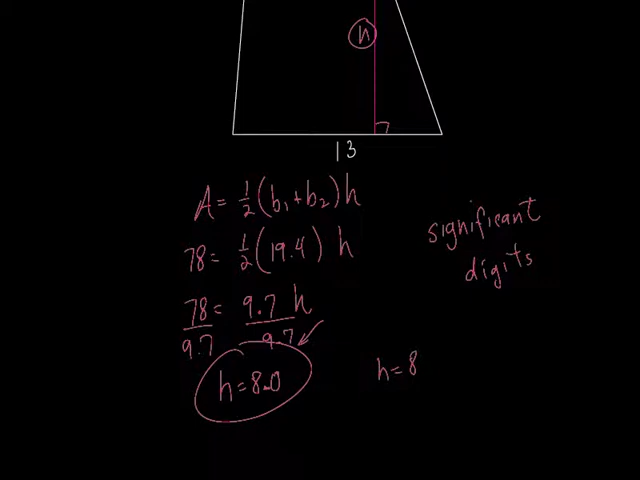 h
13
A = 1/2 (b₁+b₂) h
78 = 1/2 (19.4) h
significant
digits
78/9.7 = 9.7 h/9.7
h = 8.0
h = 8